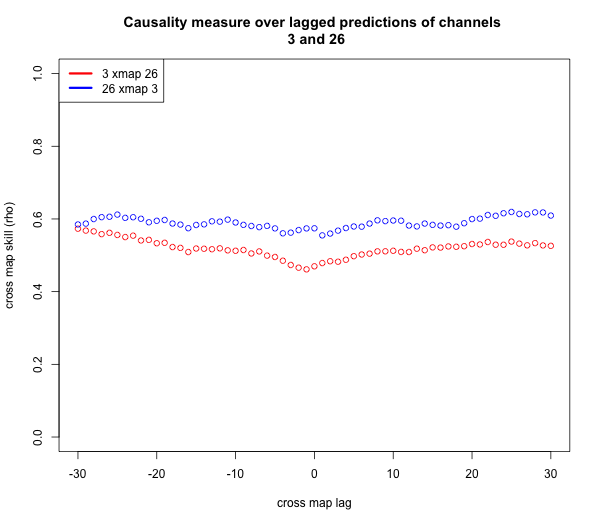 Causality measure over lagged predictions of channels
3 and 26
3 xmap 26
26 xmap 3
cross map skill (rho)
1.0
0.8
0.6
0.4
0.2
0.0
-30
-20
-10
0
10
20
30
cross map lag